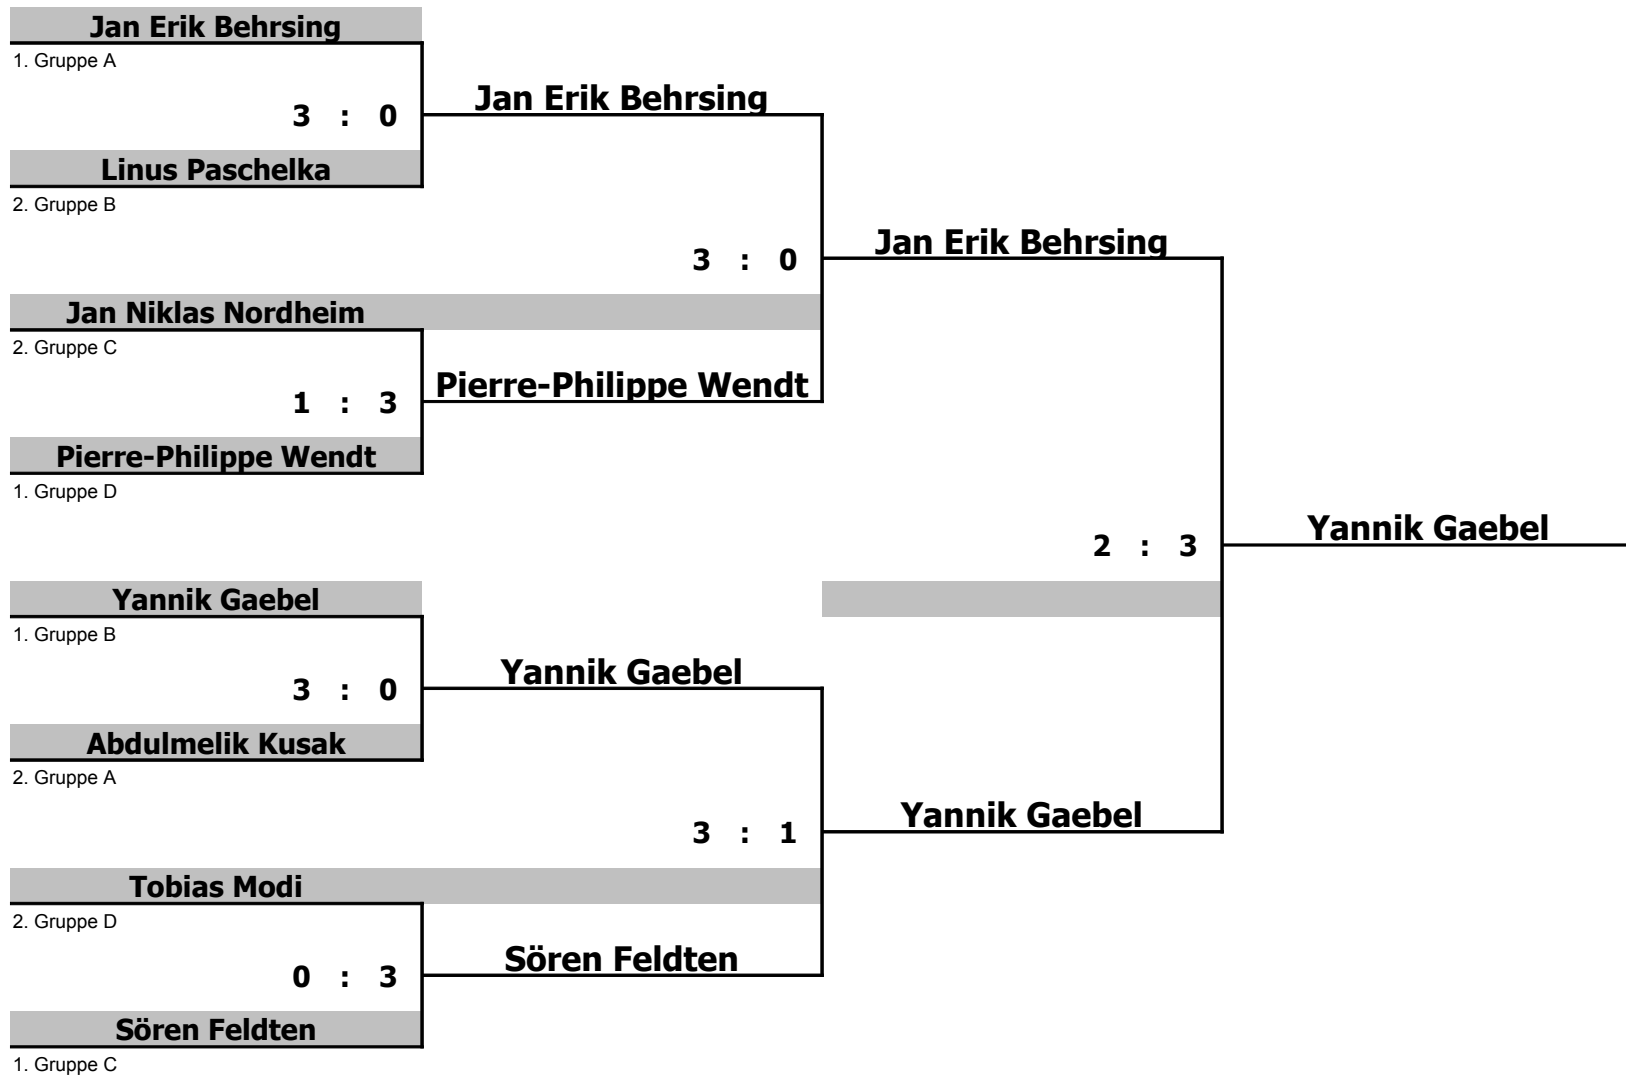 Jan Erik Behrsing
1. Gruppe A
Jan Erik Behrsing
3 : 0
Linus Paschelka
2. Gruppe B
Jan Erik Behrsing
3 : 0
Jan Niklas Nordheim
2. Gruppe C
Pierre-Philippe Wendt
1 : 3
Pierre-Philippe Wendt
1. Gruppe D
Yannik Gaebel
2 : 3
Yannik Gaebel
1. Gruppe B
Yannik Gaebel
3 : 0
Abdulmelik Kusak
2. Gruppe A
Yannik Gaebel
3 : 1
Tobias Modi
2. Gruppe D
Sören Feldten
0 : 3
Sören Feldten
1. Gruppe C